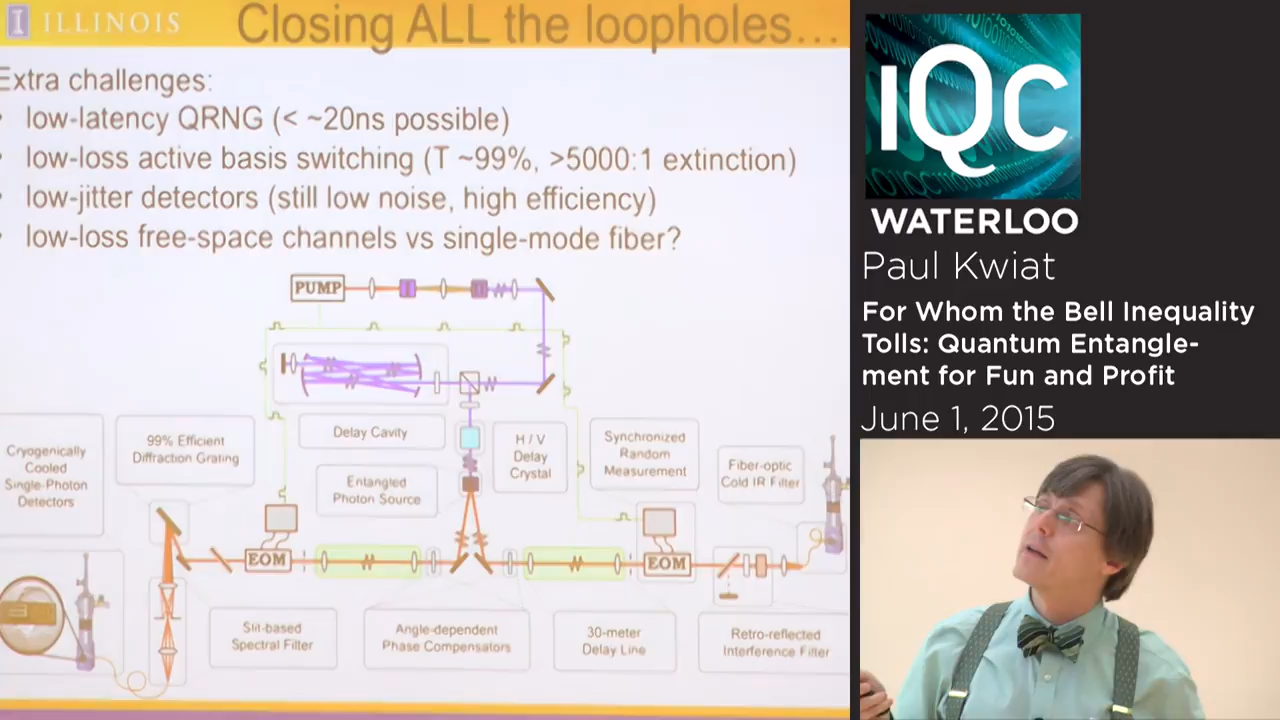 ILLINOIS
Closing ALL the loopholes...
Extra challenges:
low-latency QRNG (< ~20ns possible)
low-loss active basis switching (T ~99%, >5000:1 extinction)
low-jitter detectors (still low noise, high efficiency)
low-loss free-space channels vs single-mode fiber?
PUMP
Delay Cavity
H / V
Delay
Crystal
Synchronized
Random
Measurement
Fiber-optic
Cold IR Filter
Cryogenically
Cooled
Single-Photon
Detectors
99% Efficient
Diffraction Grating
Entangled
Photon Source
EOM
EOM
Slit-based
Spectral Filter
Angle-dependent
Phase Compensators
30-meter
Delay Line
Retro-reflected
Interference Filter
IQC
WATERLOO
Paul Kwiat
For Whom the Bell Inequality
Tolls: Quantum Entangle-
ment for Fun and Profit
June 1, 2015